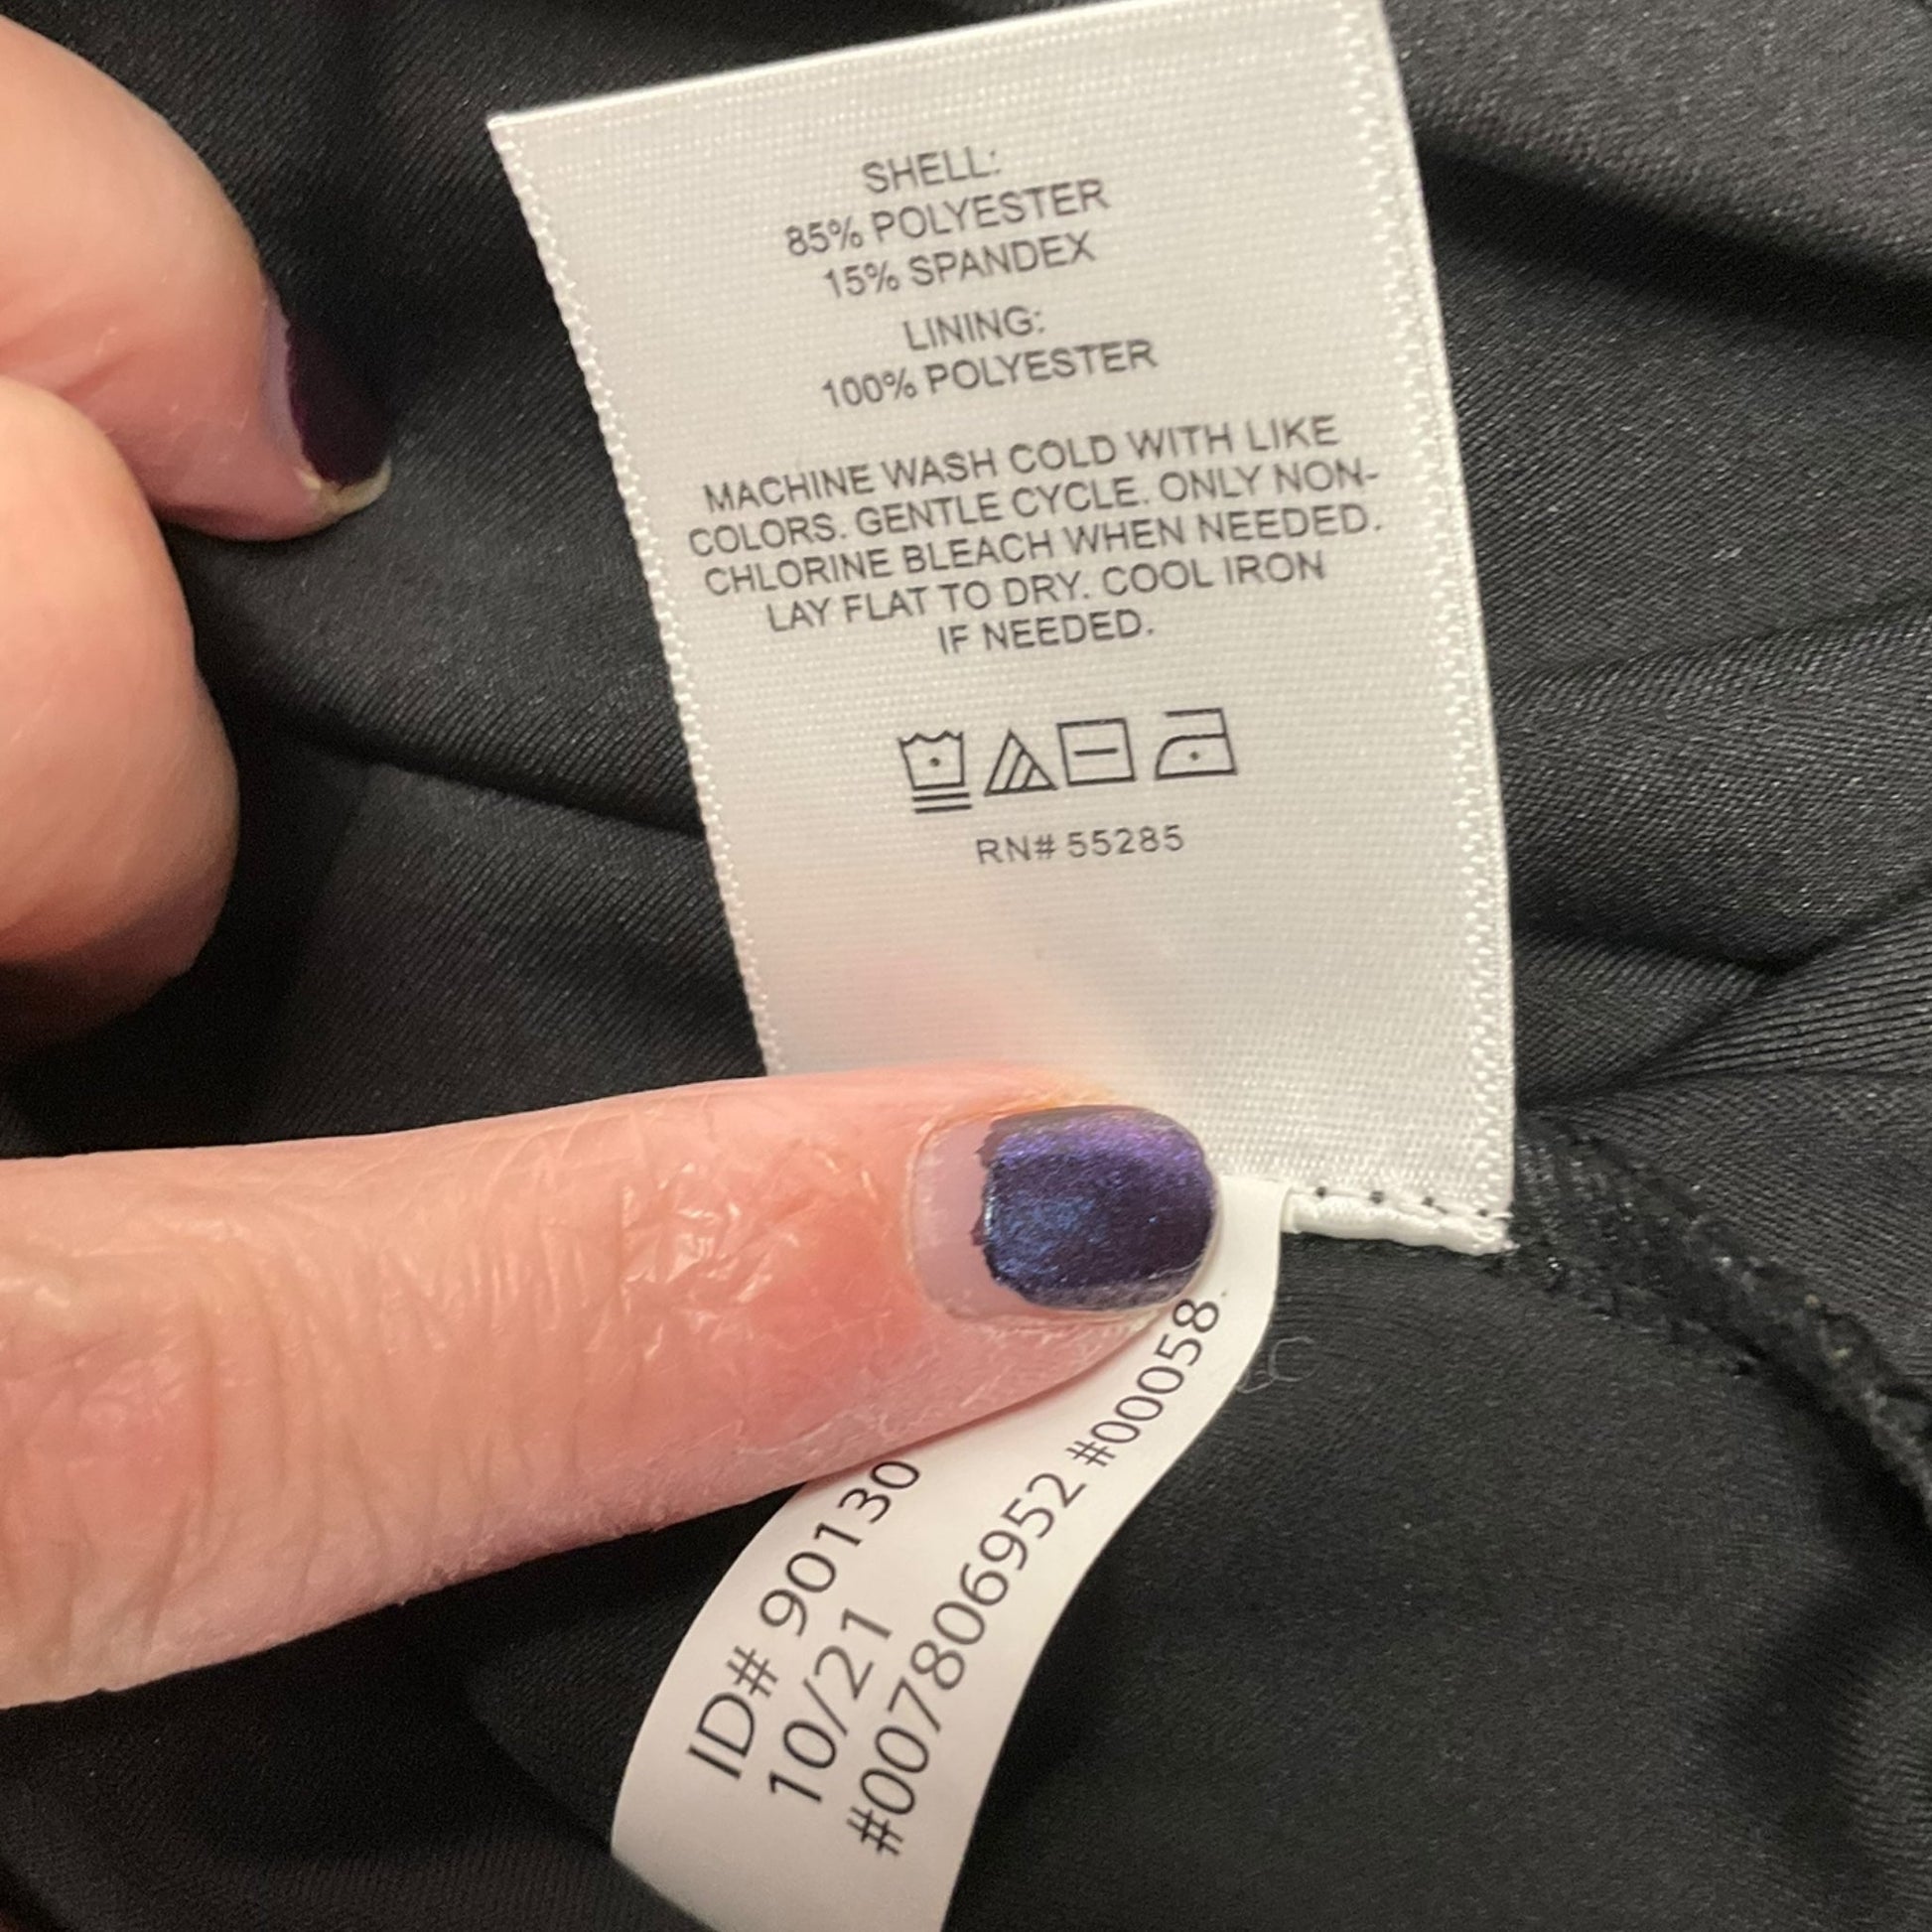 SHELL:
85% POLYESTER
15% SPANDEX
LINING:
100% POLYESTER
MACHINE WASH COLD WITH LIKE
COLORS. GENTLE CYCLE. ONLY NON-
CHLORINE BLEACH WHEN NEEDED.
LAY FLAT TO DRY. COOL IRON
IF NEEDED.
RN# 55285
ID# 90130
10/21
#007806952 #00058